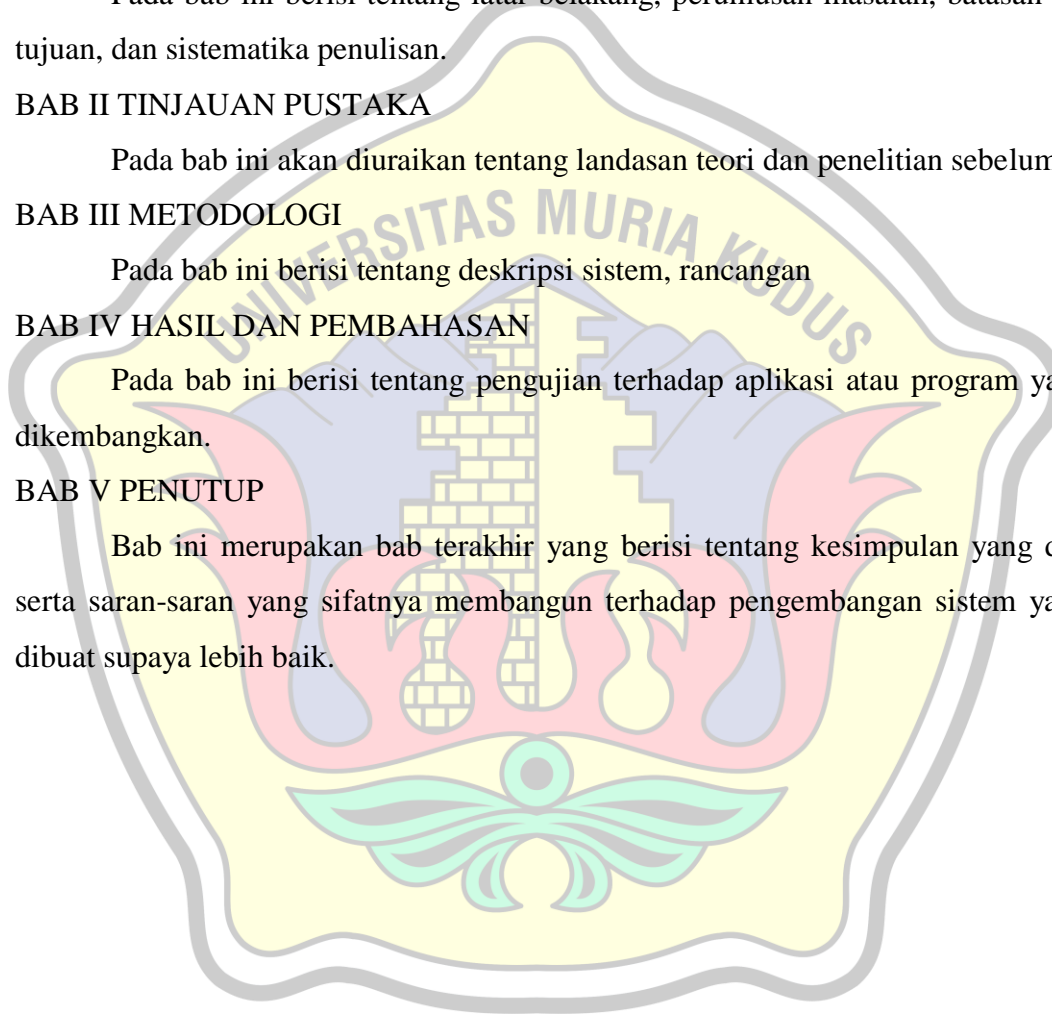 tujuan, dan sistematika penulisan.
BAB II TINJAUAN PUSTAKA
Pada bab ini akan diuraikan tentang landasan teori dan penelitian sebelum
BAB III METODOLOGI
UNIVERSITAS MURIA KUDUS
Pada bab ini berisi tentang deskripsi sistem, rancangan
BAB IV HASIL DAN PEMBAHASAN
Pada bab ini berisi tentang pengujian terhadap aplikasi atau program ya
dikembangkan.
BAB V PENUTUP
Bab ini merupakan bab terakhir yang berisi tentang kesimpulan yang d
serta saran-saran yang sifatnya membangun terhadap pengembangan sistem ya
dibuat supaya lebih baik.